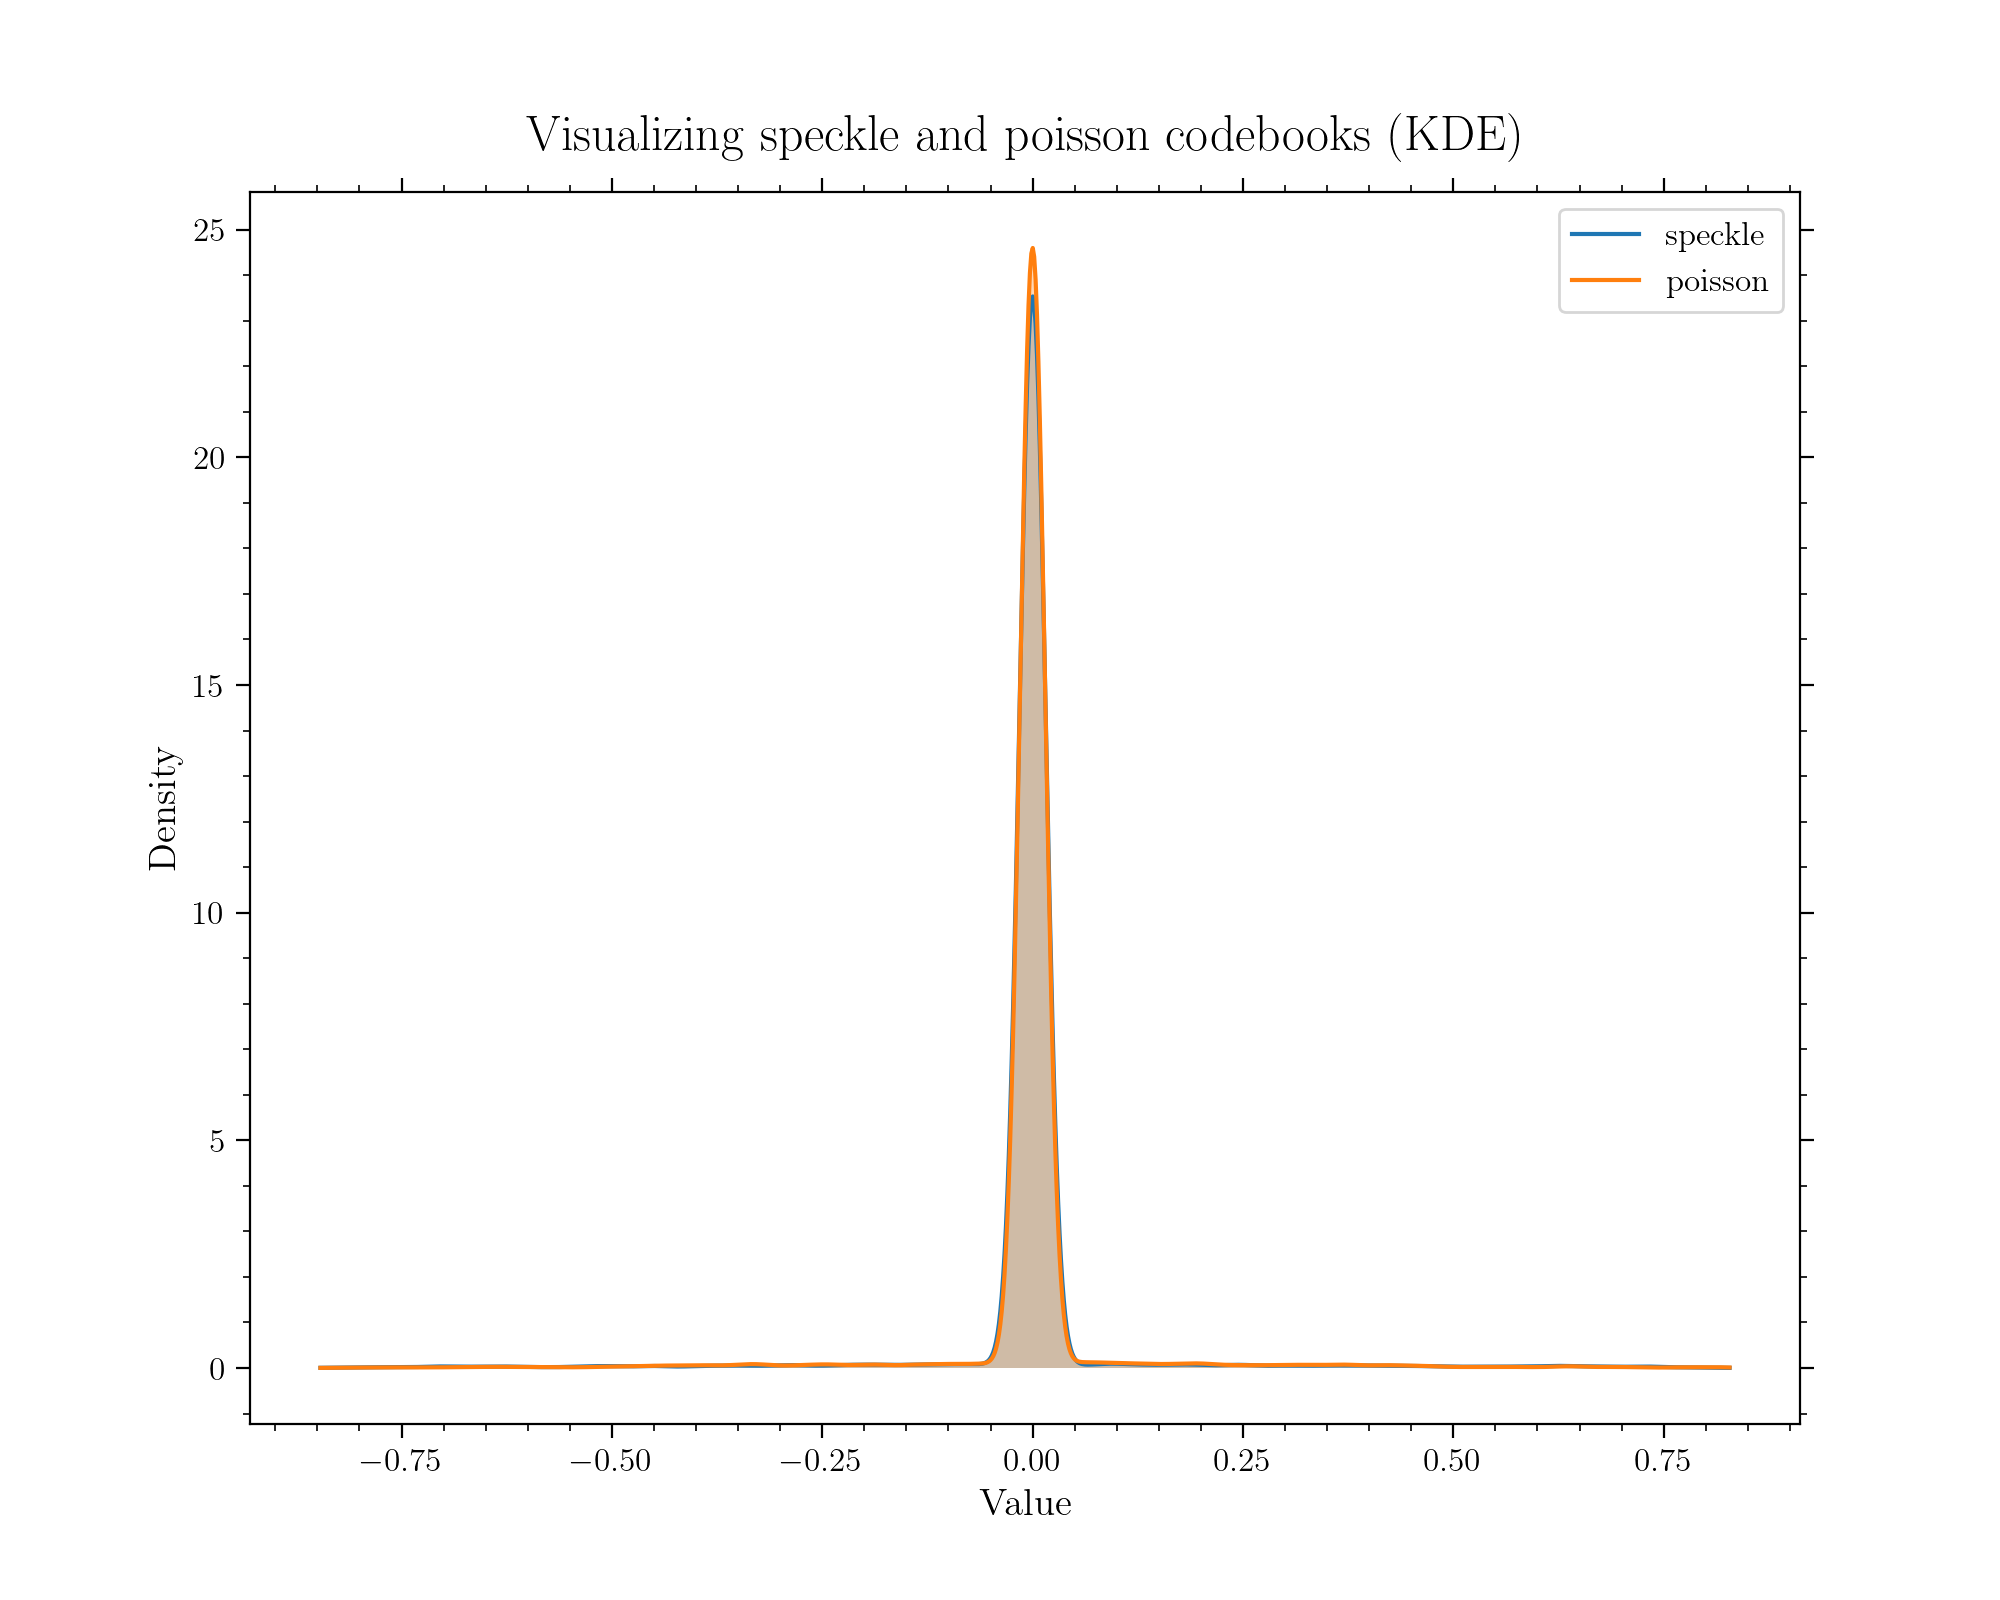 Visualizing speckle and poisson codebooks (KDE)
speckle
poisson
25
20
15
10
5
0
Density
−0.75 −0.50 −0.25 0.00 0.25 0.50 0.75
Value